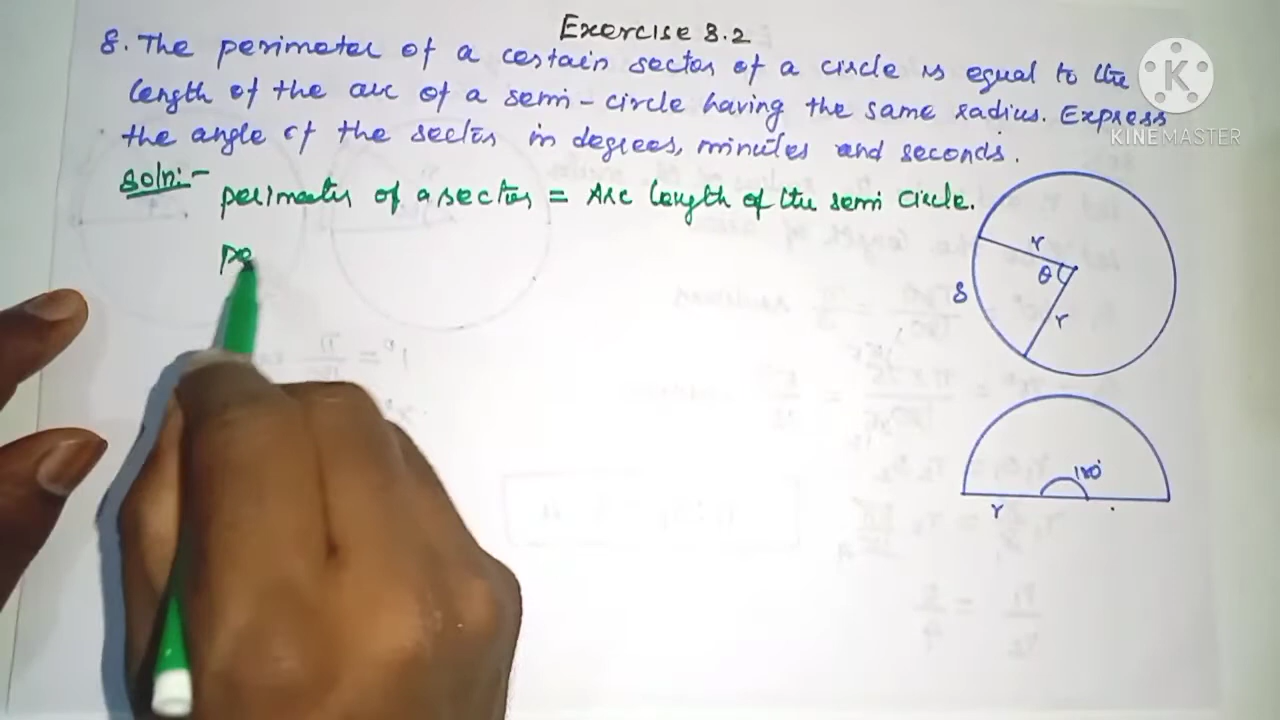 Exercise 3.2
8. The perimeter of a certain sector of a circle is equal to the
length of the arc of a semi-circle having the same radius. Express
the angle of the sector in degrees, minutes and seconds.
Soln:-
perimeter of a sector = Arc length of the semi circle.
pe
r
θ
S
r
180°
r
K
KINEMASTER